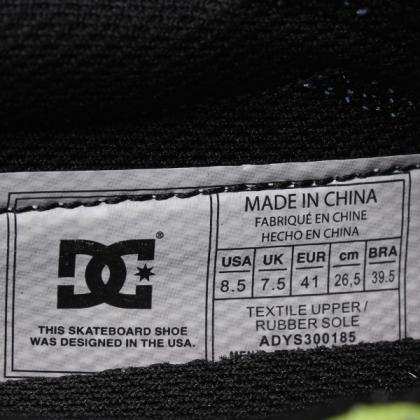 DC
®
THIS SKATEBOARD SHOE
WAS DESIGNED IN THE USA.
MADE IN CHINA
FABRIQUÉ EN CHINE
HECHO EN CHINA
USA UK EUR cm BRA
8.5 7.5 41 26,5 39.5
TEXTILE UPPER/
RUBBER SOLE
ADYS300185